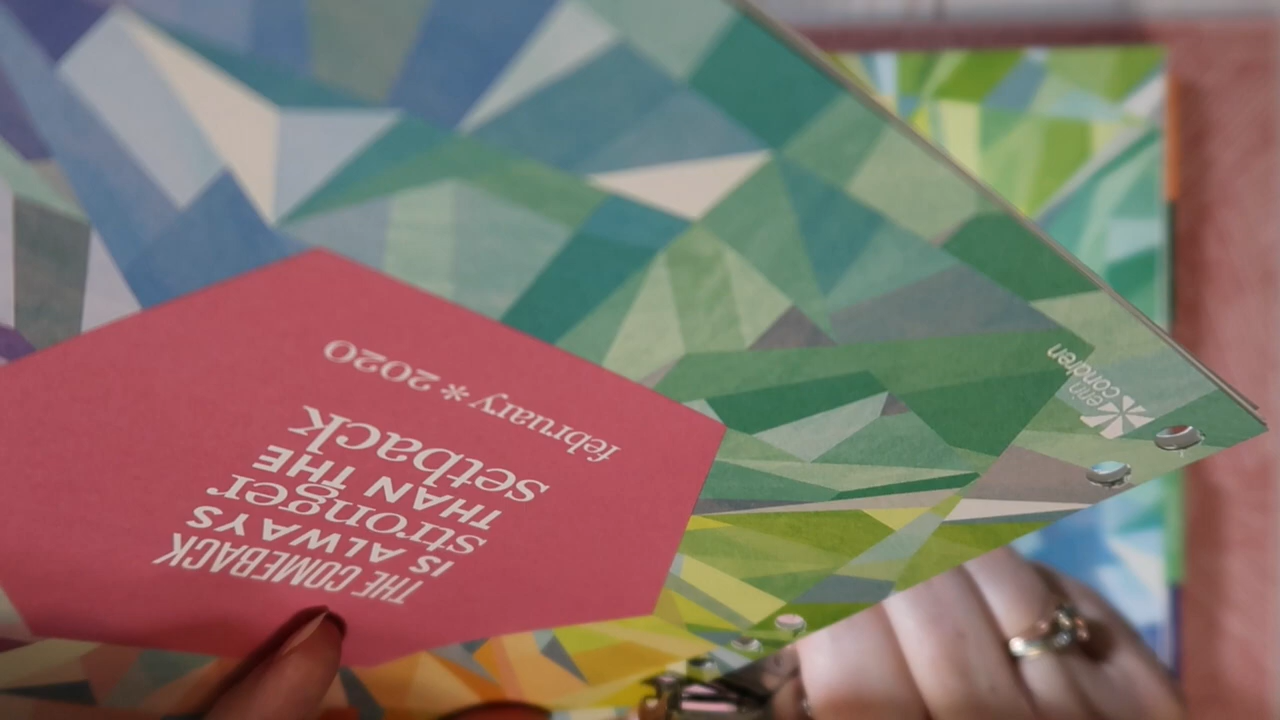 THE COMEBACK
IS ALWAYS
stronger
THAN THE
setback
february * 2020
erin
condren